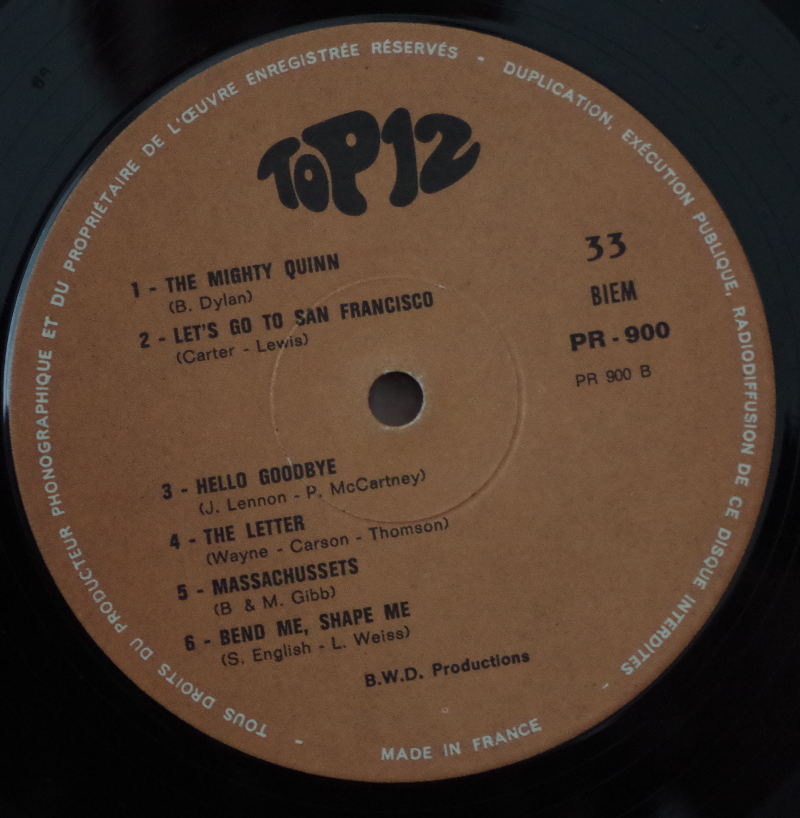 TOUS DROITS DU PRODUCTEUR PHONOGRAPHIQUE ET DU PROPRIÉTAIRE DE L'ŒUVRE ENREGISTRÉE RÉSERVÉS - DUPLICATION, EXÉCUTION PUBLIQUE, RADIODIFFUSION DE CE DISQUE INTERDITES -
TOP 12
33
BIEM
PR - 900
PR 900 B
1 - THE MIGHTY QUINN
(B. Dylan)
2 - LET'S GO TO SAN FRANCISCO
(Carter - Lewis)
3 - HELLO GOODBYE
(J. Lennon - P. McCartney)
4 - THE LETTER
(Wayne - Carson - Thomson)
5 - MASSACHUSSETS
(B & M. Gibb)
6 - BEND ME, SHAPE ME
(S. English - L. Weiss)
B.W.D. Productions
MADE IN FRANCE -